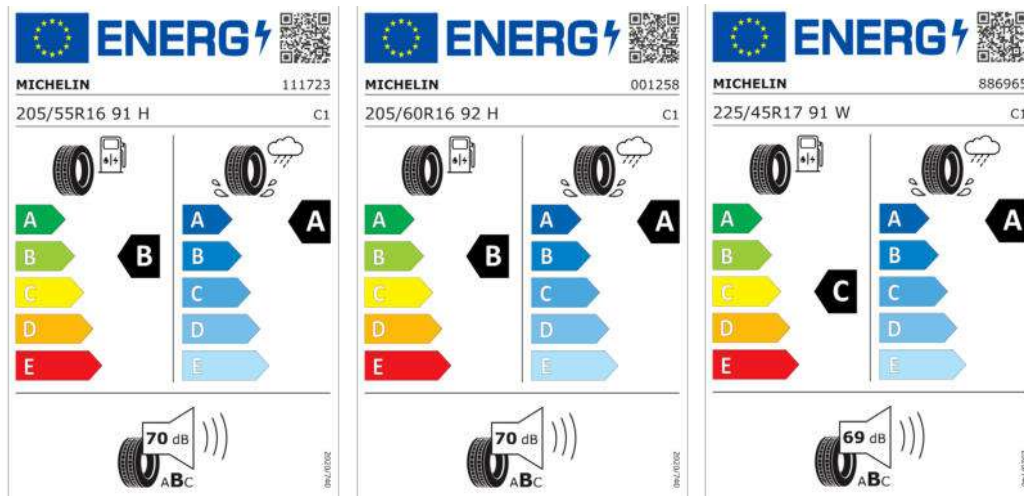 ENERG
MICHELIN 111723
205/55R16 91 H C1
A A A
B B B
C C
D D
E E
70 dB
ABC
2020/740
ENERG
MICHELIN 001258
205/60R16 92 H C1
A A A
B B B
C C
D D
E E
70 dB
ABC
2020/740
ENERG
MICHELIN 886965
225/45R17 91 W C1
A A A
B B
C C C
D D
E E
69 dB
ABC